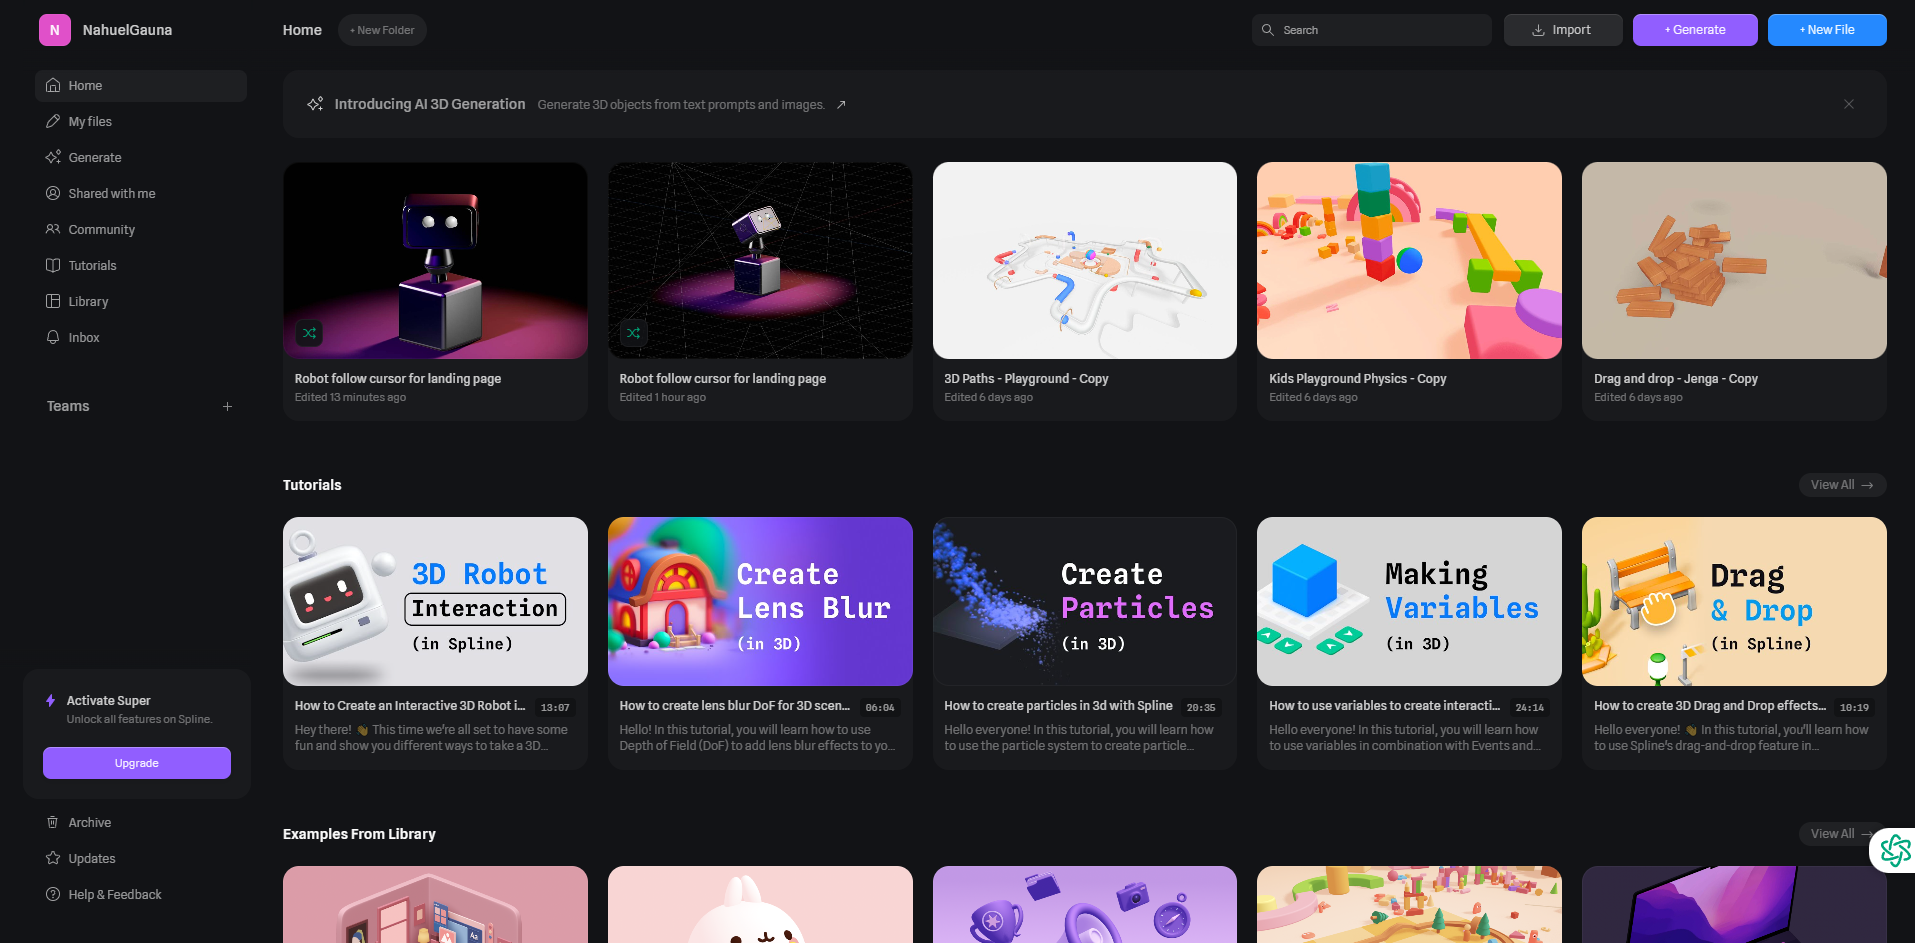 N
NahuelGauna
Home
+ New Folder
Search
Import
+ Generate
+ New File
Home
My files
Generate
Shared with me
Community
Tutorials
Library
Inbox
Teams
+
Introducing AI 3D Generation Generate 3D objects from text prompts and images.
Robot follow cursor for landing page
Edited 13 minutes ago
Robot follow cursor for landing page
Edited 1 hour ago
3D Paths - Playground - Copy
Edited 6 days ago
Kids Playground Physics - Copy
Edited 6 days ago
Drag and drop - Jenga - Copy
Edited 6 days ago
Tutorials
View All →
3D Robot
Interaction
(in Spline)
How to Create an Interactive 3D Robot i... 13:07
Hey there! 👋 This time we're all set to have some
fun and show you different ways to take a 3D...
Create
Lens Blur
(in 3D)
How to create lens blur DoF for 3D scen... 06:04
Hello! In this tutorial, you will learn how to use
Depth of Field (DoF) to add lens blur effects to yo...
Create
Particles
(in 3D)
How to create particles in 3d with Spline 20:35
Hello everyone! In this tutorial, you will learn how
to use the particle system to create particle...
Making
Variables
(in 3D)
How to use variables to create interacti... 24:14
Hello everyone! In this tutorial, you will learn how
to use variables in combination with Events and...
Drag
& Drop
(in Spline)
How to create 3D Drag and Drop effects... 10:19
Hello everyone! 👋 In this tutorial, you'll learn how
to use Spline's drag-and-drop feature in...
Activate Super
Unlock all features on Spline.
Upgrade
Archive
Updates
Help & Feedback
Examples From Library
View All →
Aa